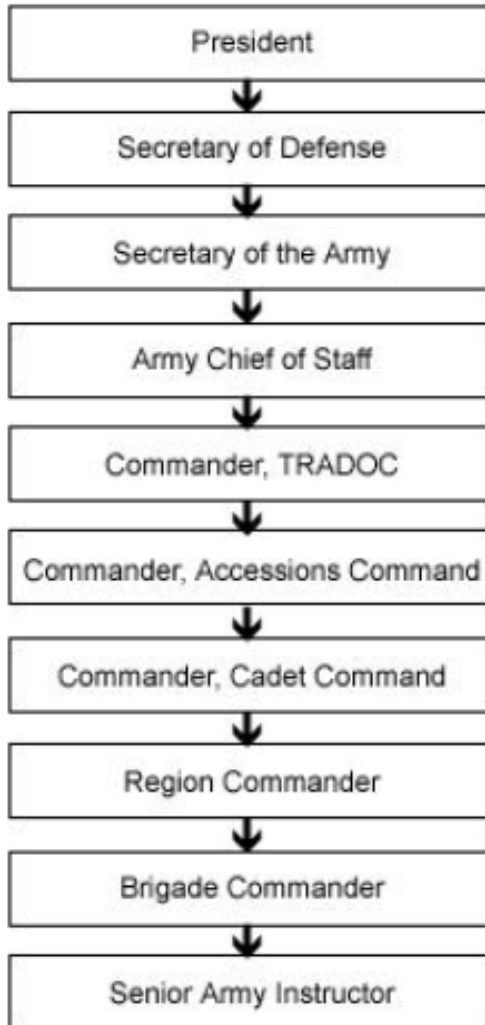 President
Secretary of Defense
Secretary of the Army
Army Chief of Staff
Commander, TRADOC
Commander, Accessions Command
Commander, Cadet Command
Region Commander
Brigade Commander
Senior Army Instructor